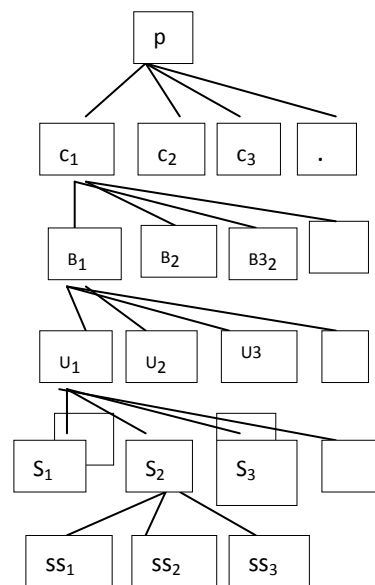 p
c₁ c₂ c₃ .
B₁ B₂ B3₂
U₁ U₂ U3
S₁ S₂ S₃
ss₁ ss₂ ss₃